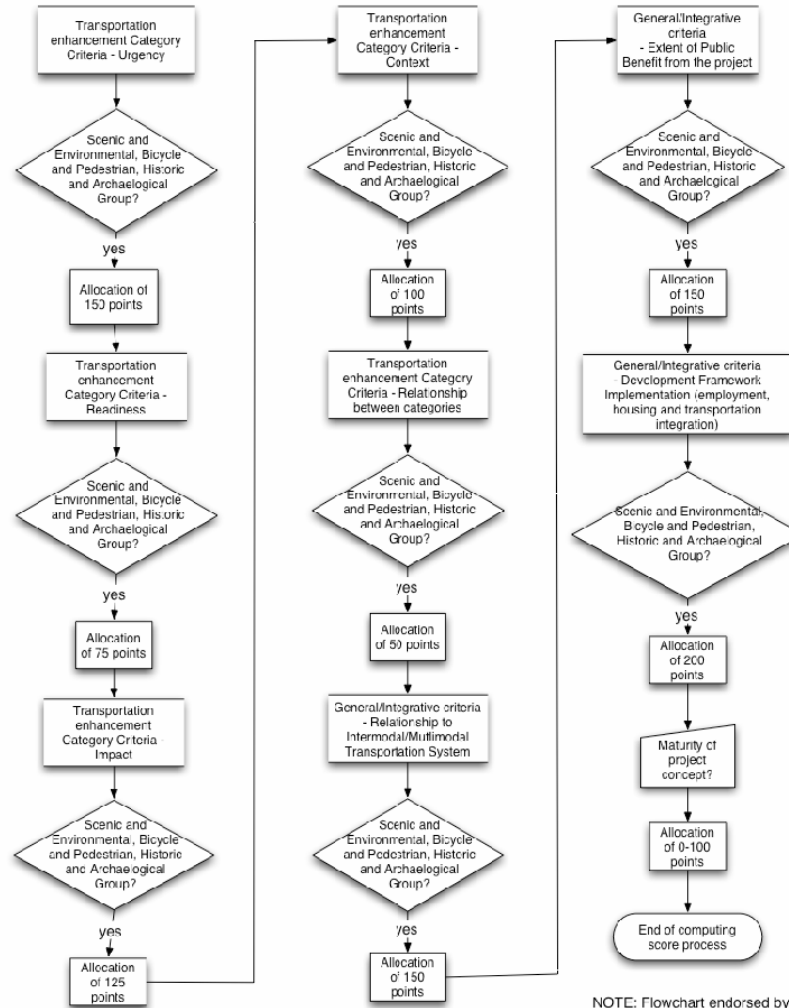 Transportation
enhancement Category
Criteria - Urgency
Scenic and
Environmental, Bicycle
and Pedestrian, Historic
and Archaelogical
Group?
yes
Allocation of
150 points
Transportation
enhancement
Category Criteria -
Readiness
Scenic and
Environmental, Bicycle
and Pedestrian, Historic
and Archaelogical
Group?
yes
Allocation
of 75 points
Transportation
enhancement
Category Criteria -
Impact
Scenic and
Environmental, Bicycle
and Pedestrian, Historic
and Archaelogical
Group?
yes
Allocation
of 125
points
Transportation
enhancement
Category Criteria -
Context
Scenic and
Environmental, Bicycle
and Pedestrian, Historic
and Archaelogical
Group?
yes
Allocation
of 100
points
Transportation
enhancement Category
Criteria - Relationship
between categories
Scenic and
Environmental, Bicycle
and Pedestrian, Historic
and Archaelogical
Group?
yes
Allocation
of 50 points
General/Integrative criteria
- Relationship to
Intermodal/Mutlimodal
Transportation System
Scenic and
Environmental, Bicycle
and Pedestrian, Historic
and Archaelogical
Group?
yes
Allocation
of 150
points
General/Integrative
criteria
- Extent of Public
Benefit from the project
Scenic and
Environmental, Bicycle
and Pedestrian, Historic
and Archaelogical
Group?
yes
Allocation
of 150
points
General/Integrative criteria
- Development Framework
Implementation (employment,
housing and transportation
integration)
Scenic and Environmental,
Bicycle and Pedestrian,
Historic and Archaelogical
Group?
yes
Allocation
of 200
points
Maturity of
project
concept?
Allocation
of 0-100
points
End of computing
score process
NOTE: Flowchart endorsed by